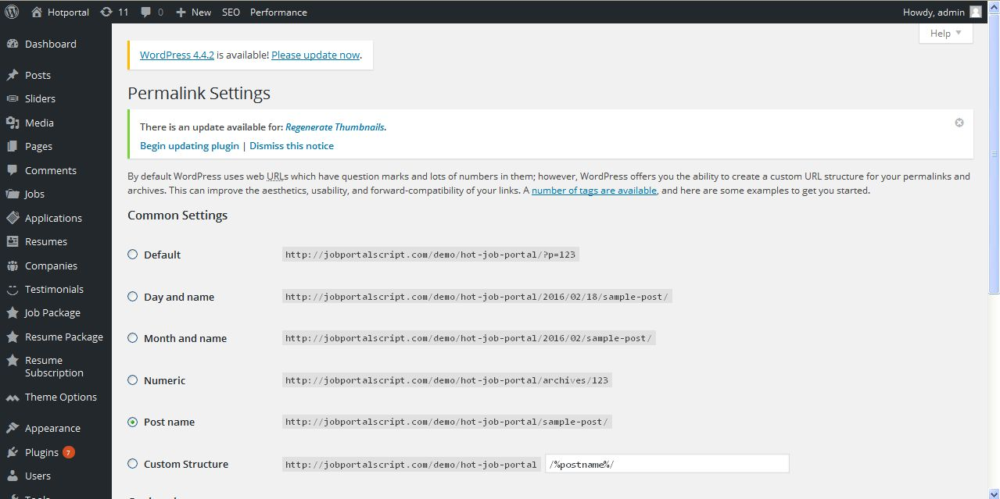 Hotportal 11 0 New SEO Performance Howdy, admin
Help
Dashboard
Posts
Sliders
Media
Pages
Comments
Jobs
Applications
Resumes
Companies
Testimonials
Job Package
Resume Package
Resume
Subscription
Theme Options
Appearance
Plugins 7
Users
Tools
WordPress 4.4.2 is available! Please update now.
Permalink Settings
There is an update available for: Regenerate Thumbnails.
Begin updating plugin | Dismiss this notice
By default WordPress uses web URLs which have question marks and lots of numbers in them; however, WordPress offers you the ability to create a custom URL structure for your permalinks and
archives. This can improve the aesthetics, usability, and forward-compatibility of your links. A number of tags are available, and here are some examples to get you started.
Common Settings
Default http://jobportalscript.com/demo/hot-job-portal/?p=123
Day and name http://jobportalscript.com/demo/hot-job-portal/2016/02/18/sample-post/
Month and name http://jobportalscript.com/demo/hot-job-portal/2016/02/sample-post/
Numeric http://jobportalscript.com/demo/hot-job-portal/archives/123
Post name http://jobportalscript.com/demo/hot-job-portal/sample-post/
Custom Structure http://jobportalscript.com/demo/hot-job-portal /%postname%/